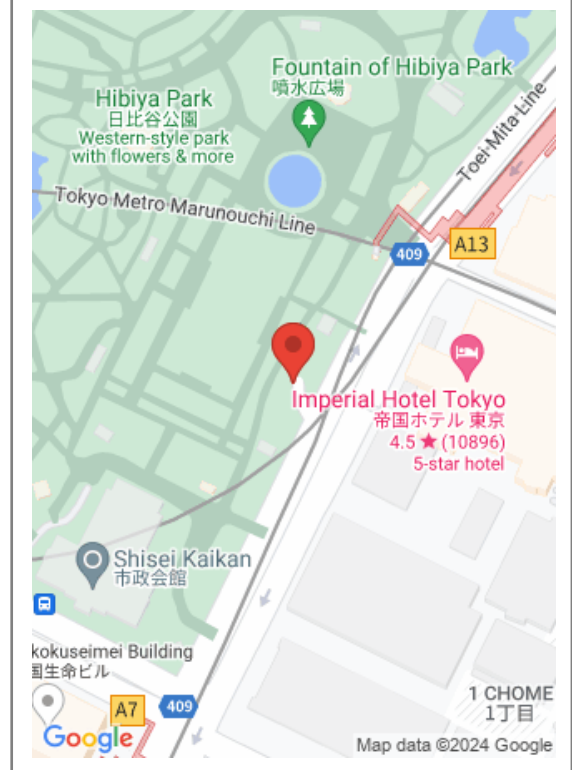 Fountain of Hibiya Park
噴水広場
Hibiya Park
日比谷公園
Western-style park
with flowers & more
Toei Mita Line
Tokyo Metro Marunouchi Line
A13
409
Imperial Hotel Tokyo
帝国ホテル 東京
4.5 ★ (10896)
5-star hotel
Shisei Kaikan
市政会館
kokuseimei Building
国生命ビル
A7
409
1 CHOME
1丁目
Google
Map data ©2024 Google